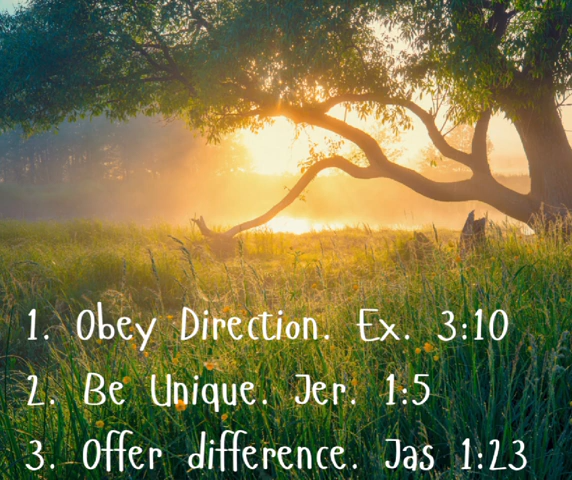 1. Obey Direction. Ex. 3:10
2. Be Unique. Jer. 1:5
3. Offer difference. Jas 1:23